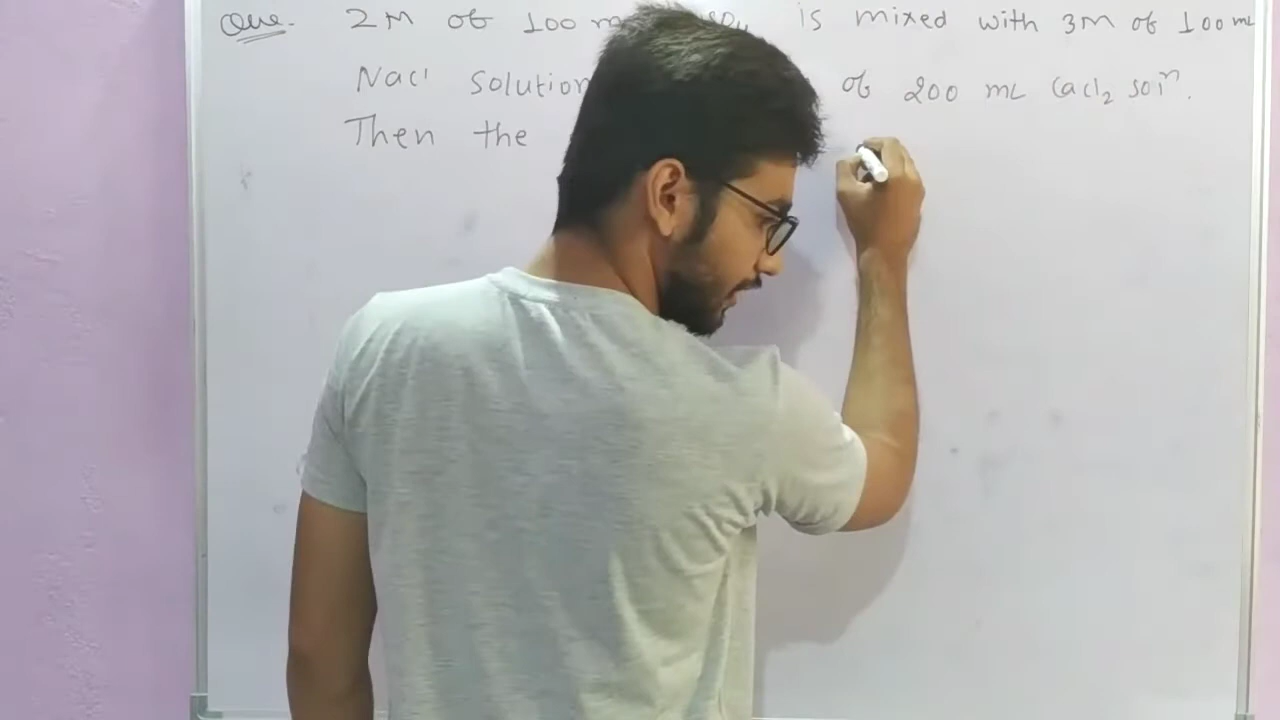 Que. 2M of 100 m is mixed with 3M of 100 mL
NaCl solution of 200 mL CaCl₂ solⁿ.
Then the